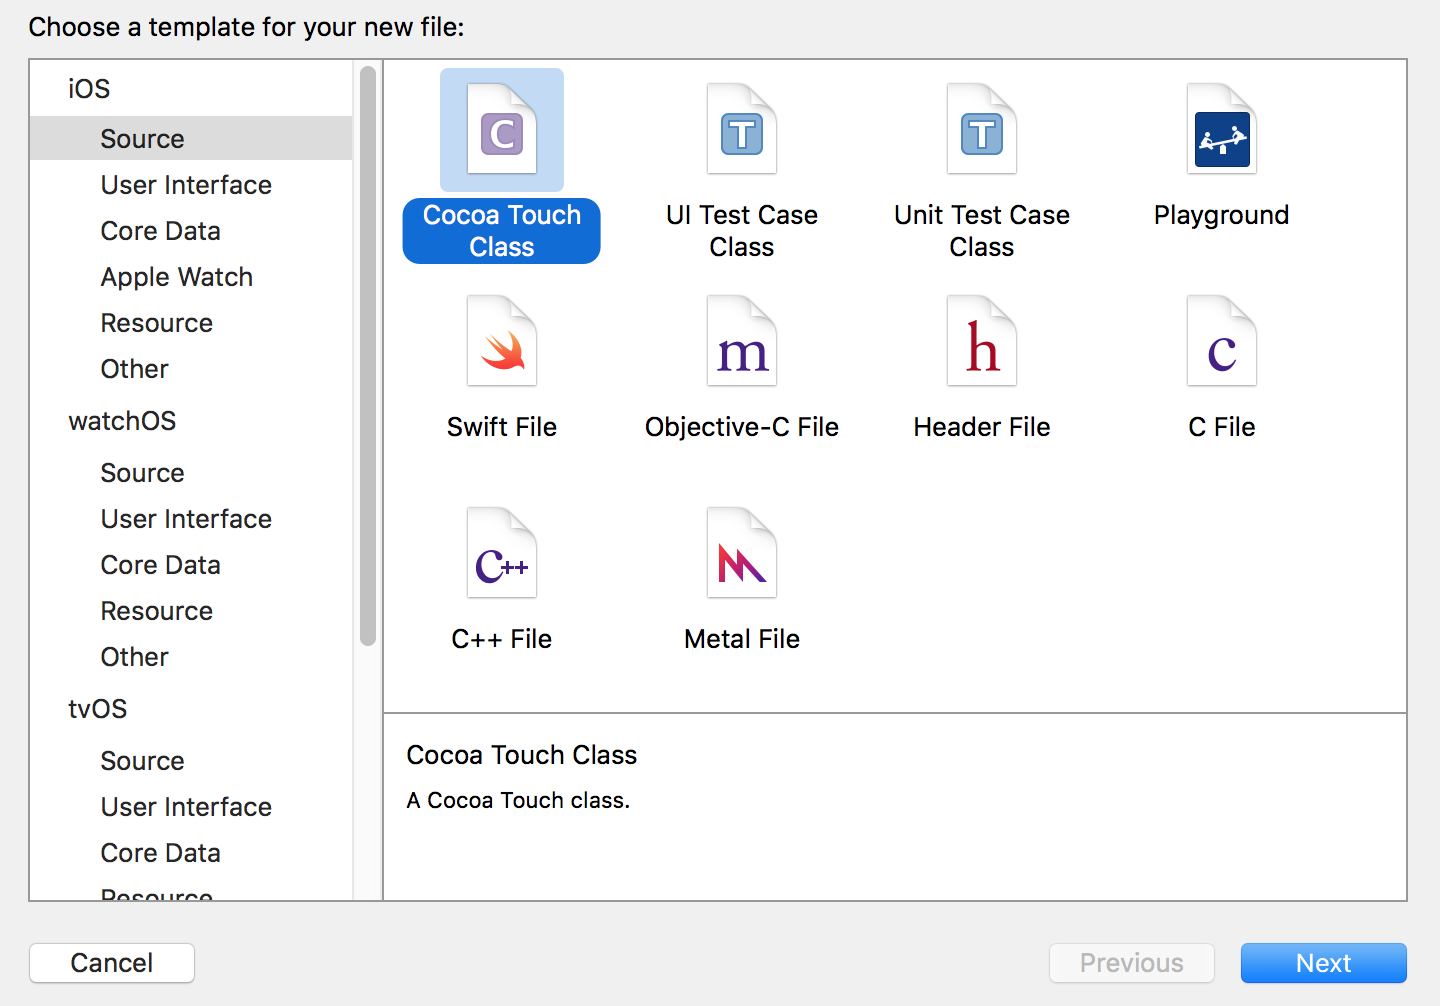 Choose a template for your new file:
iOS
Source
User Interface
Core Data
Apple Watch
Resource
Other
watchOS
Source
User Interface
Core Data
Resource
Other
tvOS
Source
User Interface
Core Data
Resource
C
T
T
Cocoa Touch
Class
UI Test Case
Class
Unit Test Case
Class
Playground
m
h
c
Swift File
Objective-C File
Header File
C File
C++
C++ File
Metal File
Cocoa Touch Class
A Cocoa Touch class.
Cancel
Previous
Next